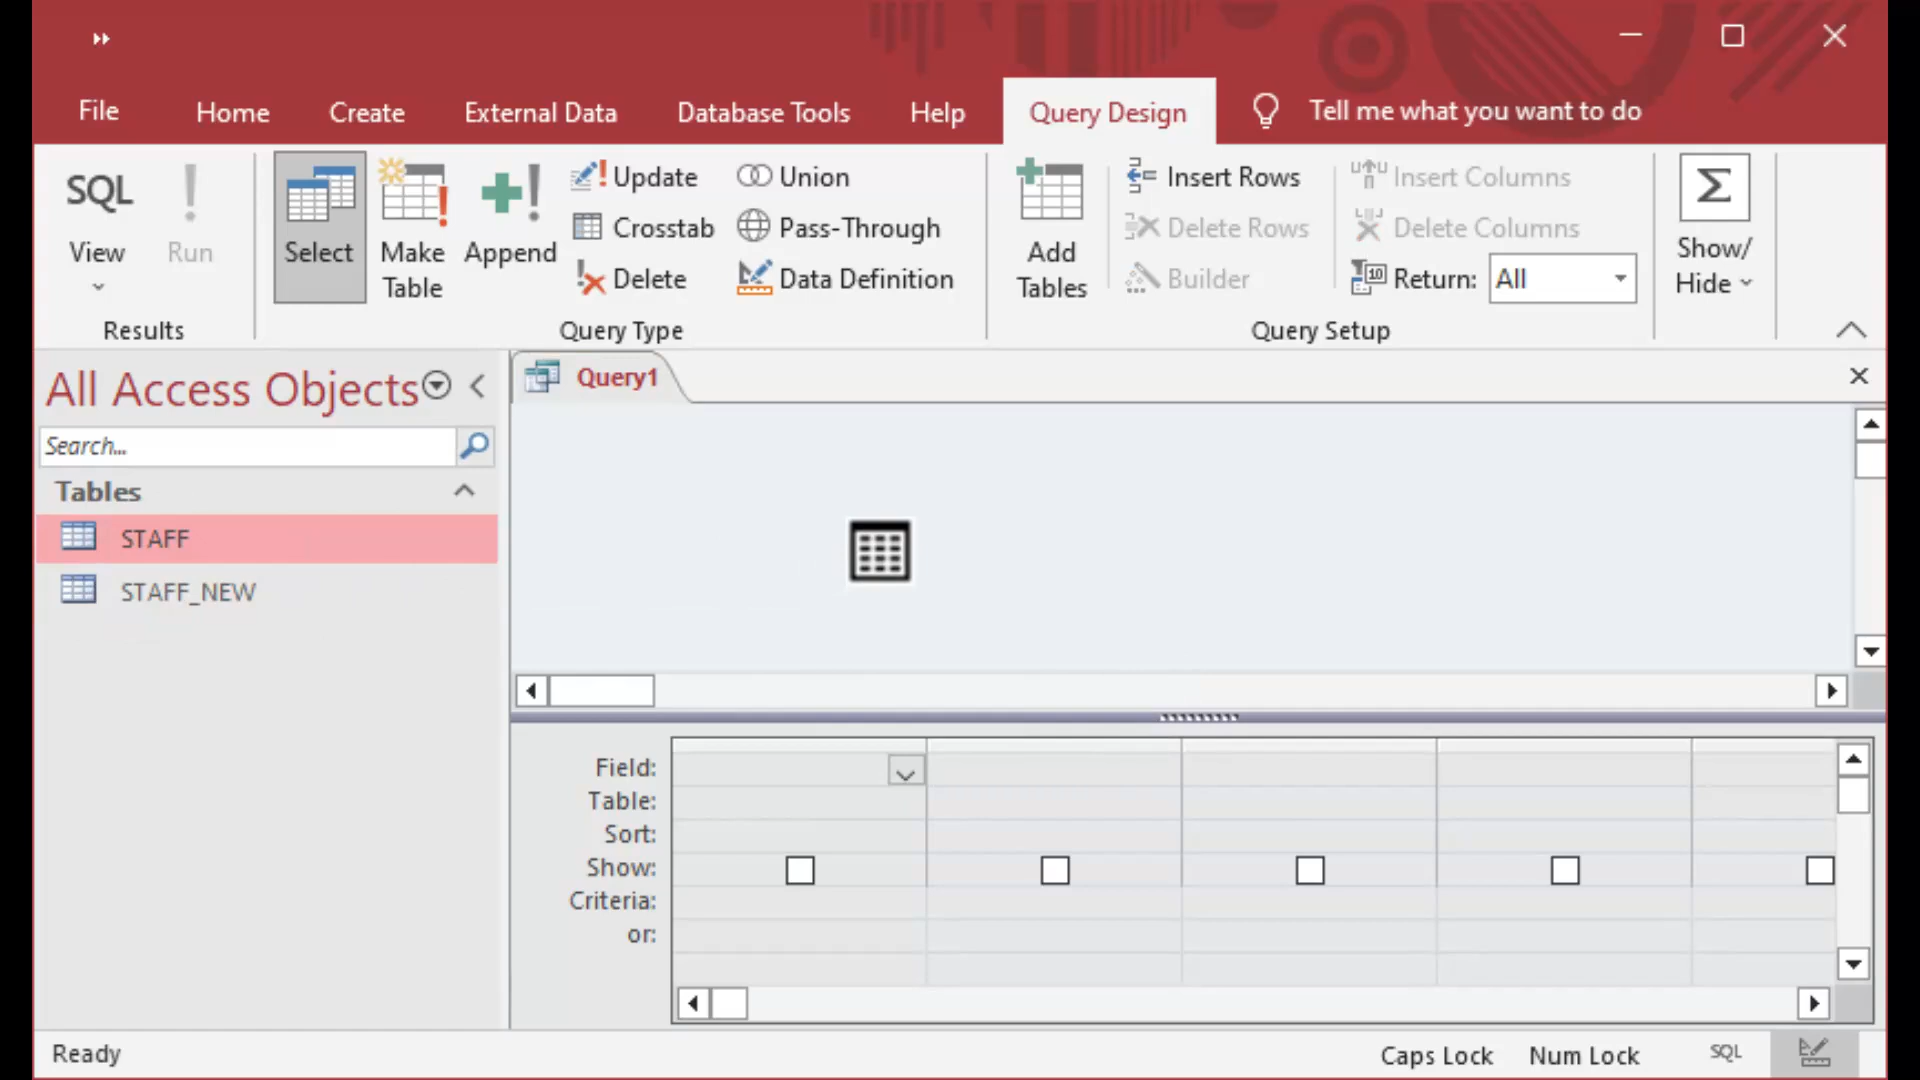 File Home Create External Data Database Tools Help Query Design Tell me what you want to do
SQL
View
Run
Results
Select
Make
Table
Append
Update
Crosstab
Delete
Union
Pass-Through
Data Definition
Query Type
Add
Tables
Insert Rows
Delete Rows
Builder
Insert Columns
Delete Columns
10
Return: All
Query Setup
Σ
Show/
Hide
All Access Objects
Search...
Tables
STAFF
STAFF_NEW
Query1
Field:
Table:
Sort:
Show:
Criteria:
or:
Ready
Caps Lock Num Lock SQL